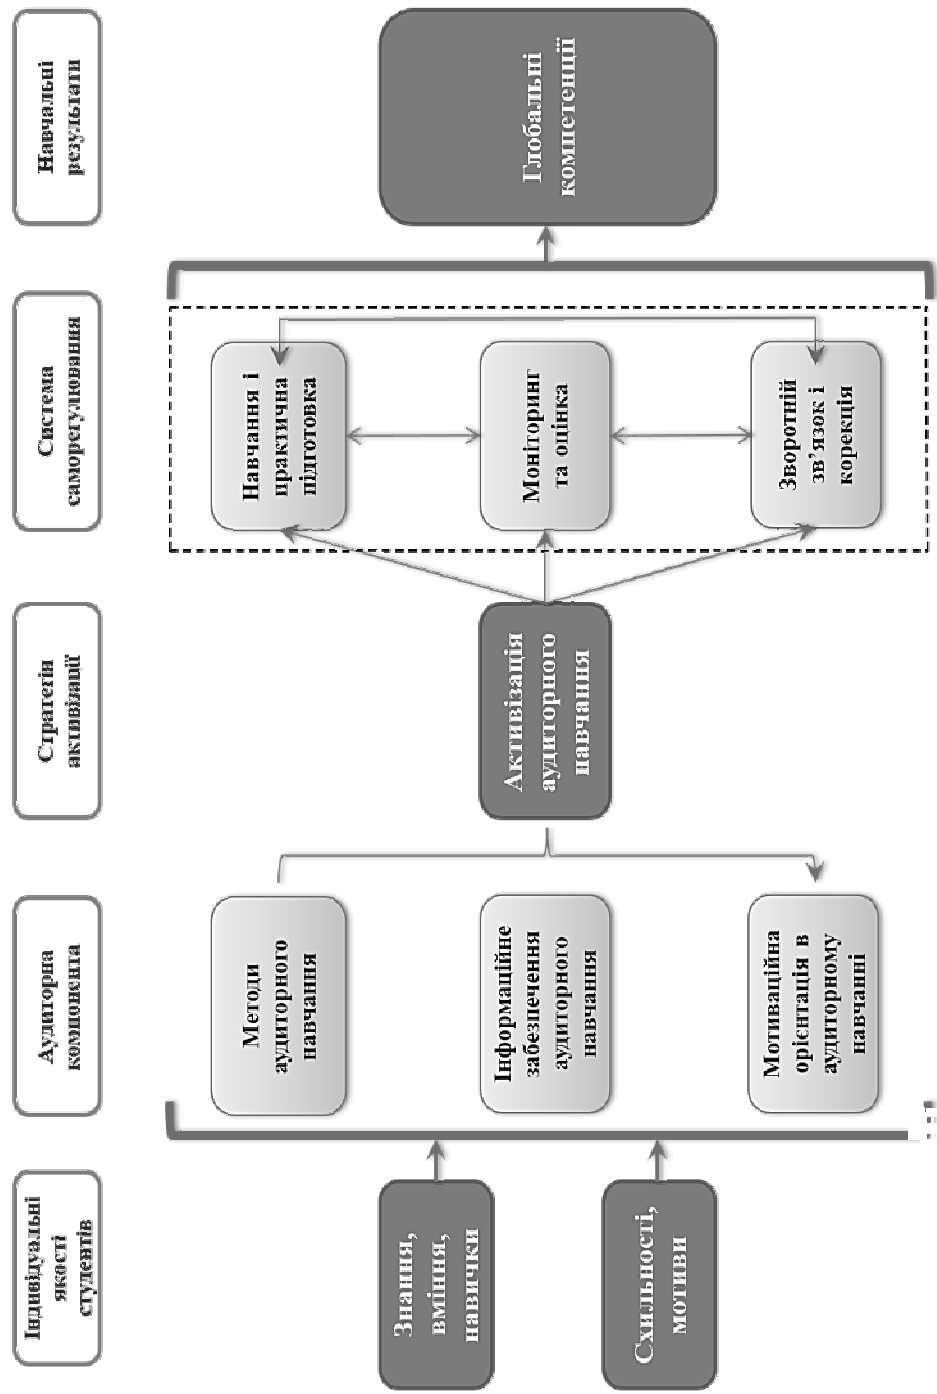 Індивідуальні
якості
студентів
Аудиторна
компонента
Стратегія
активізації
Система
саморегулювання
Навчальні
результати
Знання,
вміння,
навички
Схильності,
мотиви
Методи
аудиторного
навчання
Інформаційне
забезпечення
аудиторного
навчання
Мотиваційна
орієнтація в
аудиторному
навчанні
Активізація
аудиторного
навчання
Навчання і
практична
підготовка
Моніторинг
та оцінка
Зворотній
зв’язок і
корекція
Глобальні
компетенції